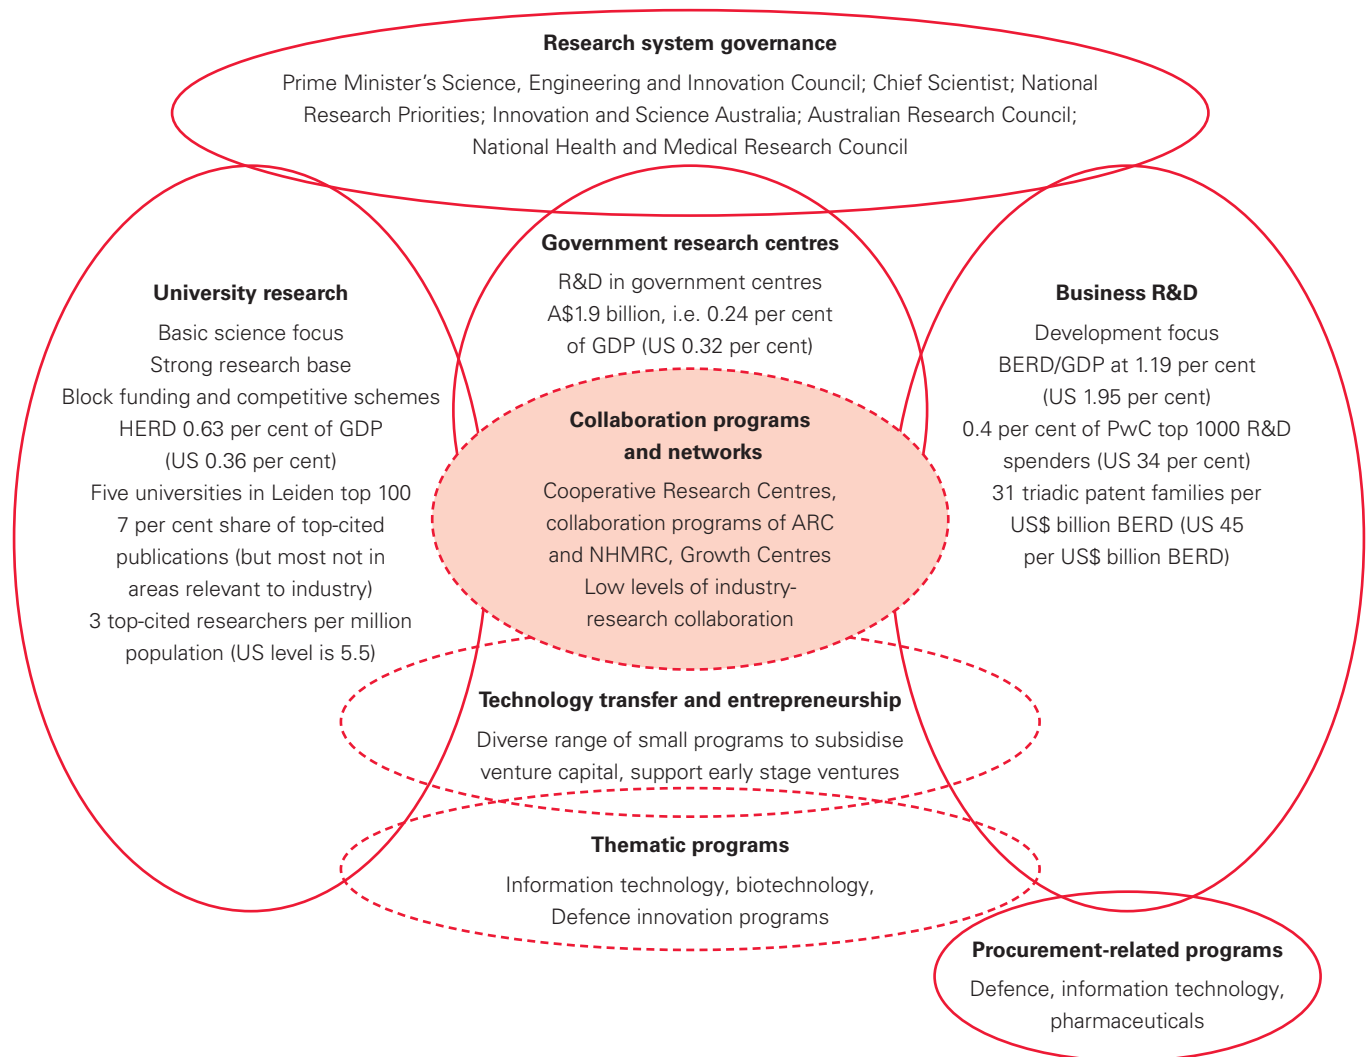 Research system governance
Prime Minister's Science, Engineering and Innovation Council; Chief Scientist; National
Research Priorities; Innovation and Science Australia; Australian Research Council;
National Health and Medical Research Council
Government research centres
R&D in government centres
A$1.9 billion, i.e. 0.24 per cent
of GDP (US 0.32 per cent)
University research
Basic science focus
Strong research base
Block funding and competitive schemes
HERD 0.63 per cent of GDP
(US 0.36 per cent)
Five universities in Leiden top 100
7 per cent share of top-cited
publications (but most not in
areas relevant to industry)
3 top-cited researchers per million
population (US level is 5.5)
Collaboration programs
and networks
Cooperative Research Centres,
collaboration programs of ARC
and NHMRC, Growth Centres
Low levels of industry-
research collaboration
Business R&D
Development focus
BERD/GDP at 1.19 per cent
(US 1.95 per cent)
0.4 per cent of PwC top 1000 R&D
spenders (US 34 per cent)
31 triadic patent families per
US$ billion BERD (US 45
per US$ billion BERD)
Technology transfer and entrepreneurship
Diverse range of small programs to subsidise
venture capital, support early stage ventures
Thematic programs
Information technology, biotechnology,
Defence innovation programs
Procurement-related programs
Defence, information technology,
pharmaceuticals